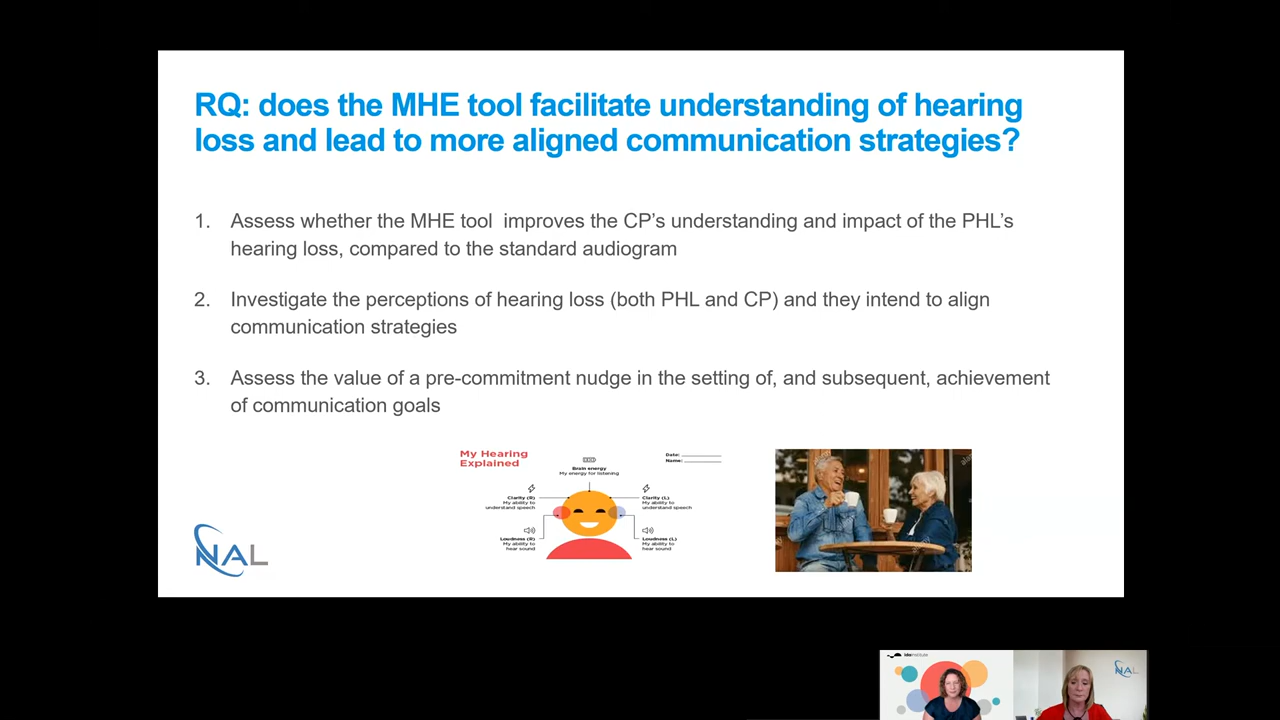 RQ: does the MHE tool facilitate understanding of hearing
loss and lead to more aligned communication strategies?
1. Assess whether the MHE tool  improves the CP’s understanding and impact of the PHL’s
hearing loss, compared to the standard audiogram
2. Investigate the perceptions of hearing loss (both PHL and CP) and they intend to align
communication strategies
3. Assess the value of a pre-commitment nudge in the setting of, and subsequent, achievement
of communication goals
My Hearing
Explained
Date: ___________
Name: ___________
Brain energy
My energy for listening
Clarity (R)
My ability to
understand speech
Clarity (L)
My ability to
understand speech
Loudness (R)
My ability to
hear sound
Loudness (L)
My ability to
hear sound
NAL
ida institute
NAL